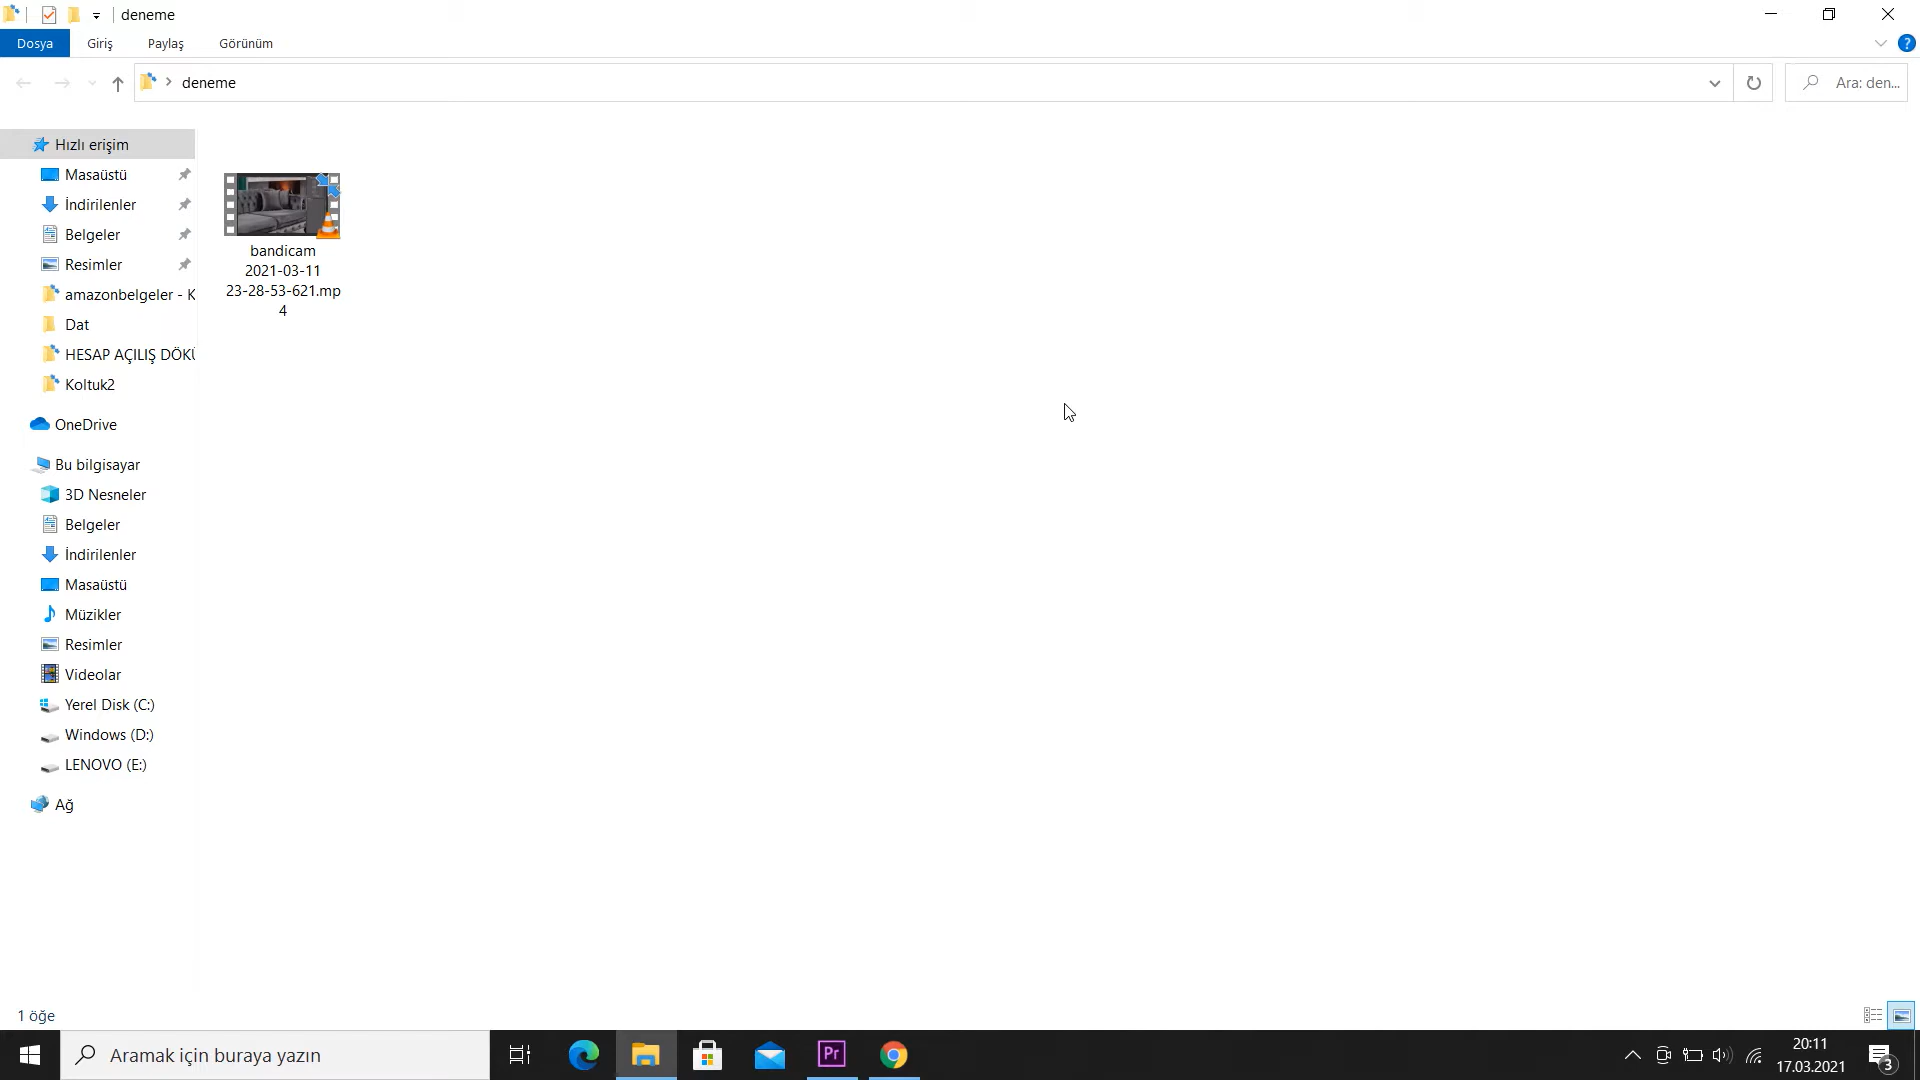 deneme
Dosya
Giriş
Paylaş
Görünüm
?
deneme
Ara: den...
Hızlı erişim
Masaüstü
İndirilenler
Belgeler
Resimler
amazonbelgeler - K
Dat
HESAP AÇILIŞ DÖKÜ
Koltuk2
OneDrive
Bu bilgisayar
3D Nesneler
Belgeler
İndirilenler
Masaüstü
Müzikler
Resimler
Videolar
Yerel Disk (C:)
Windows (D:)
LENOVO (E:)
Ağ
bandicam
2021-03-11
23-28-53-621.mp
4
1 öğe
Aramak için buraya yazın
Pr
20:11
17.03.2021
3